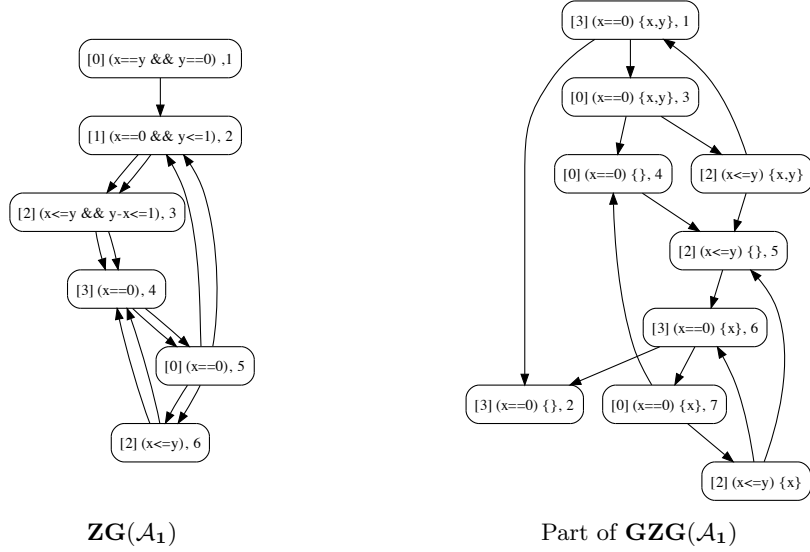 [0] (x==y && y==0) ,1
[1] (x==0 && y<=1), 2
[2] (x<=y && y-x<=1), 3
[3] (x==0), 4
[0] (x==0), 5
[2] (x<=y), 6
ZG(A₁)
[3] (x==0) {x,y}, 1
[0] (x==0) {x,y}, 3
[0] (x==0) {}, 4
[2] (x<=y) {x,y}
[2] (x<=y) {}, 5
[3] (x==0) {x}, 6
[3] (x==0) {}, 2
[0] (x==0) {x}, 7
[2] (x<=y) {x}
Part of GZG(A₁)